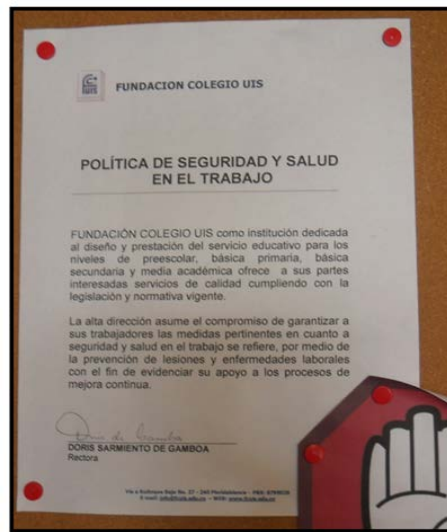 FUNDACION COLEGIO UIS
POLÍTICA DE SEGURIDAD Y SALUD
EN EL TRABAJO
FUNDACIÓN COLEGIO UIS como institución dedicada
al diseño y prestación del servicio educativo para los
niveles de preescolar, básica primaria, básica
secundaria y media académica ofrece a sus partes
interesadas servicios de calidad cumpliendo con la
legislación y normativa vigente.
La alta dirección asume el compromiso de garantizar a
sus trabajadores las medidas pertinentes en cuanto a
seguridad y salud en el trabajo se refiere, por medio de
la prevención de lesiones y enfermedades laborales
con el fin de evidenciar su apoyo a los procesos de
mejora continua.
DORIS SARMIENTO DE GAMBOA
Rectora